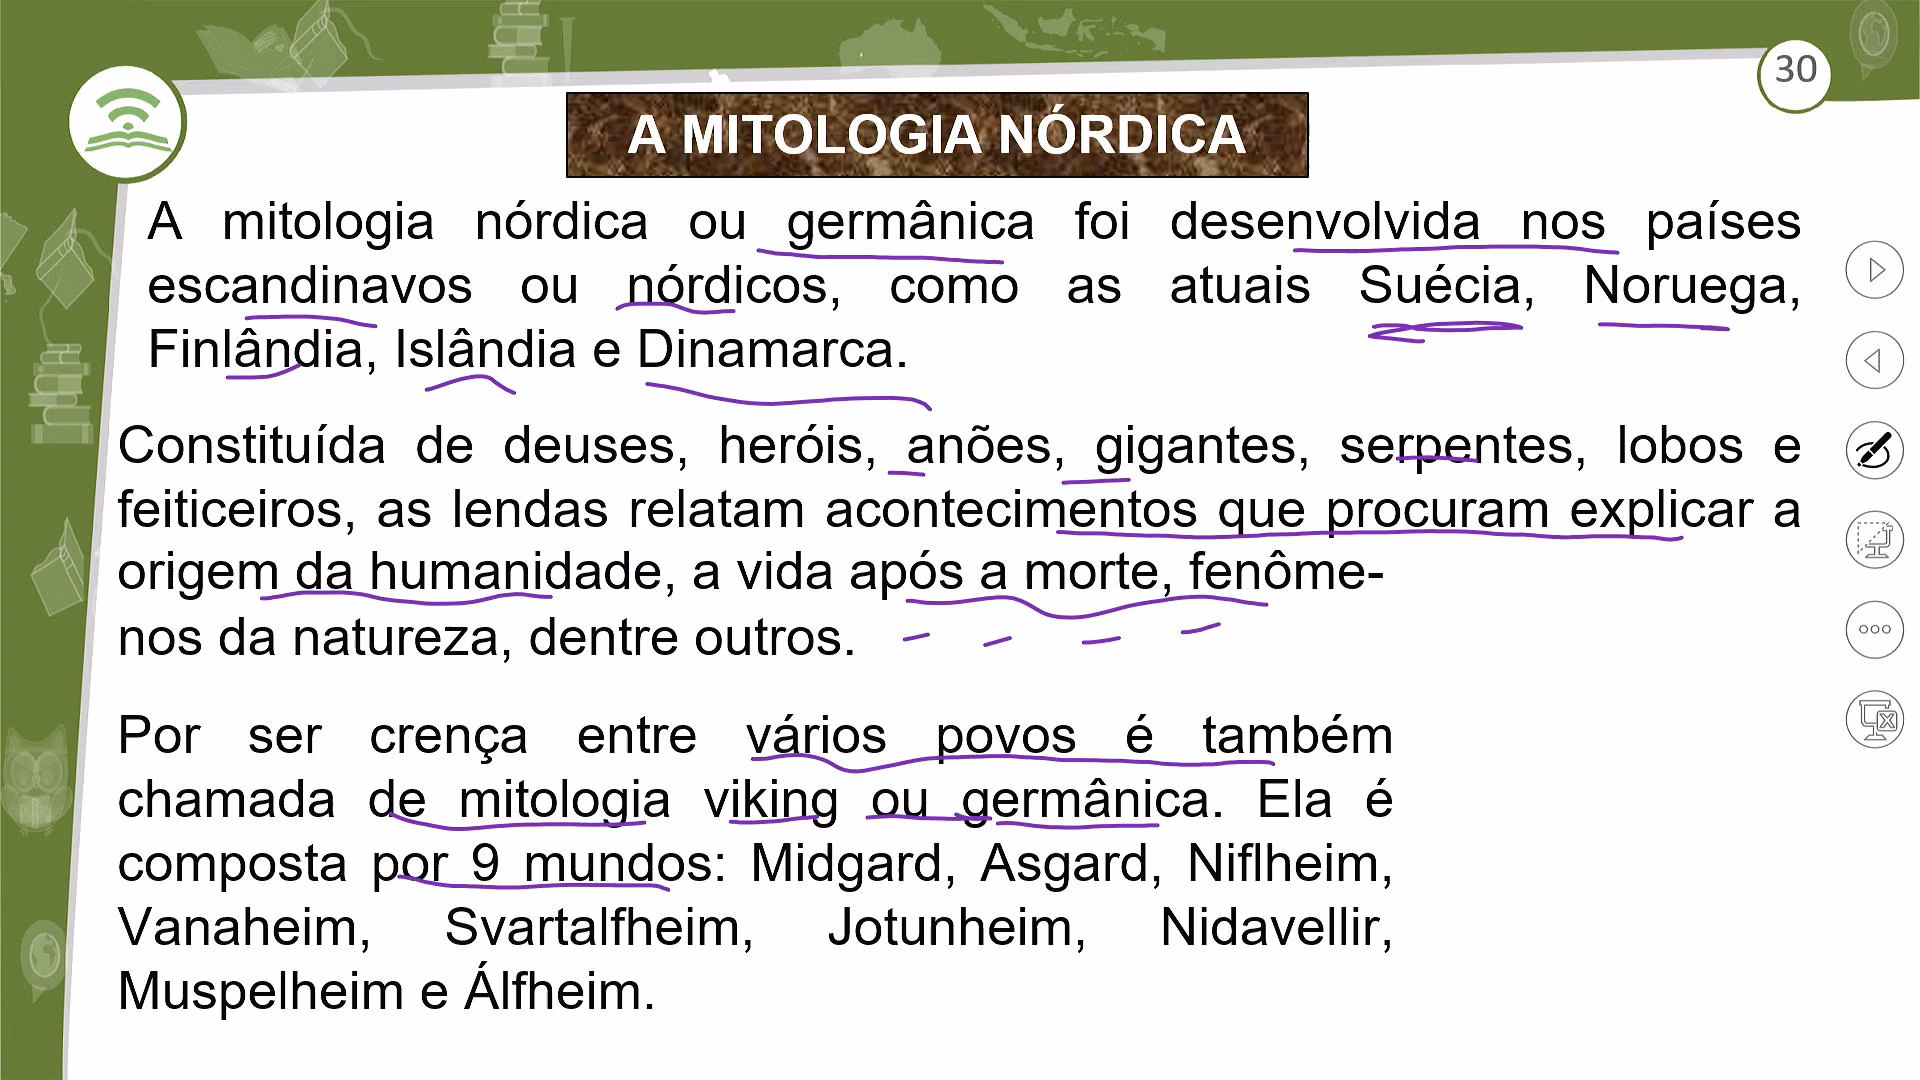 30
A MITOLOGIA NÓRDICA
A mitologia nórdica ou germânica foi desenvolvida nos países
escandinavos ou nórdicos, como as atuais Suécia, Noruega,
Finlândia, Islândia e Dinamarca.
Constituída de deuses, heróis, anões, gigantes, serpentes, lobos e
feiticeiros, as lendas relatam acontecimentos que procuram explicar a
origem da humanidade, a vida após a morte, fenôme-
nos da natureza, dentre outros.
Por ser crença entre vários povos é também
chamada de mitologia viking ou germânica. Ela é
composta por 9 mundos: Midgard, Asgard, Niflheim,
Vanaheim, Svartalfheim, Jotunheim, Nidavellir,
Muspelheim e Álfheim.